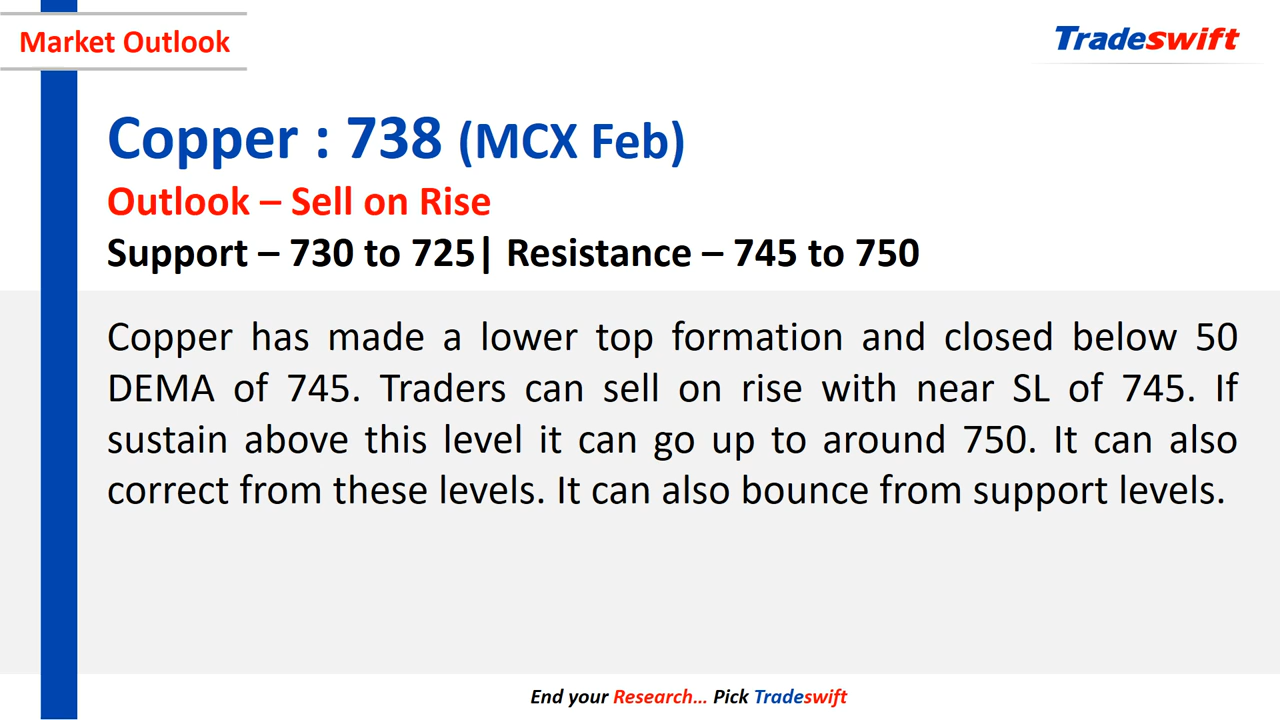 Market Outlook
Tradeswift
Copper : 738 (MCX Feb)
Outlook – Sell on Rise
Support – 730 to 725| Resistance – 745 to 750
Copper has made a lower top formation and closed below 50
DEMA of 745. Traders can sell on rise with near SL of 745. If
sustain above this level it can go up to around 750. It can also
correct from these levels. It can also bounce from support levels.
End your Research... Pick Tradeswift